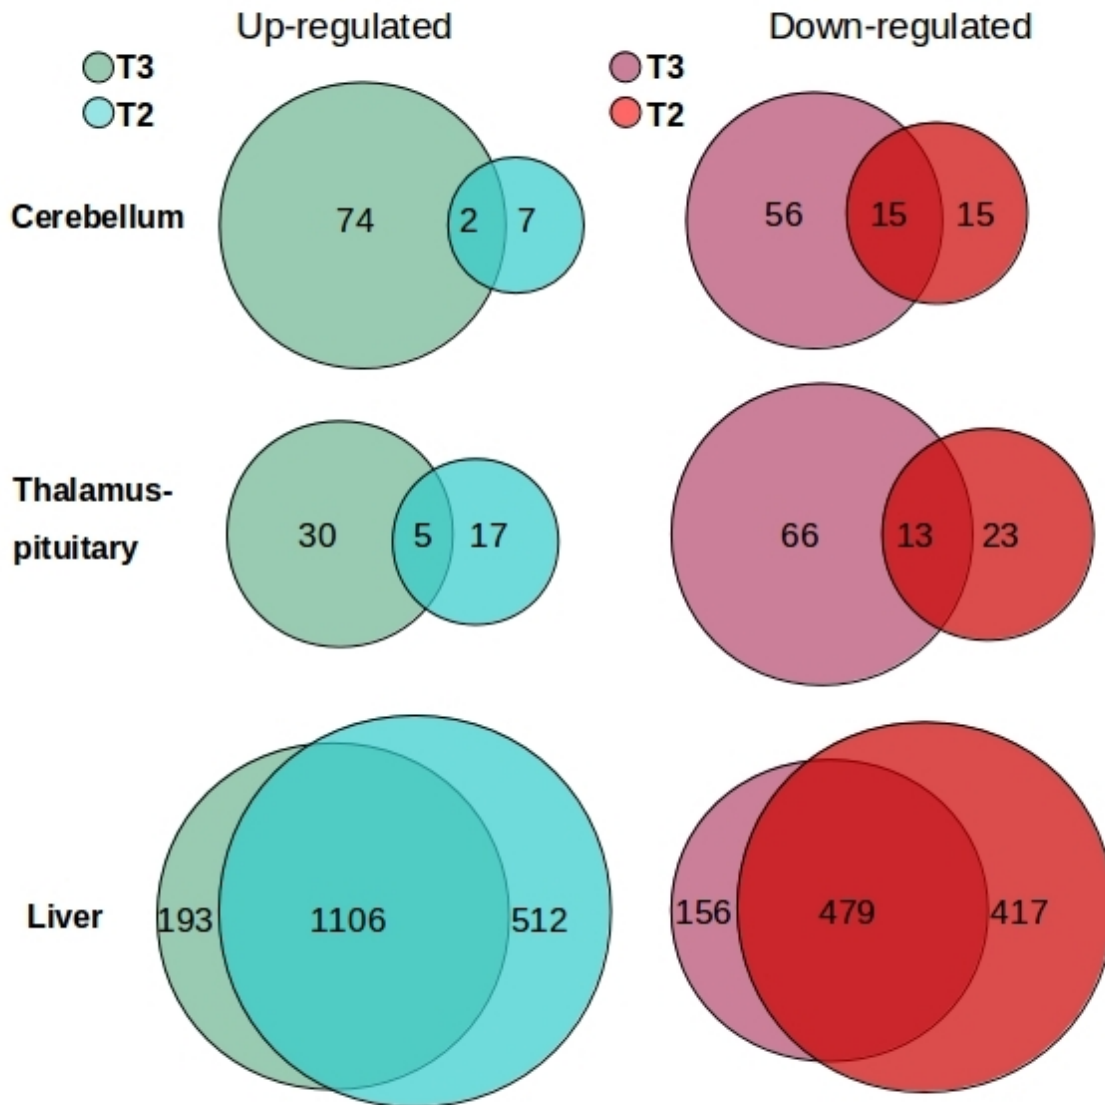 Up-regulated
Down-regulated
T3
T2
T3
T2
Cerebellum
74
2
7
56
15
15
Thalamus-
pituitary
30
5
17
66
13
23
Liver
193
1106
512
156
479
417